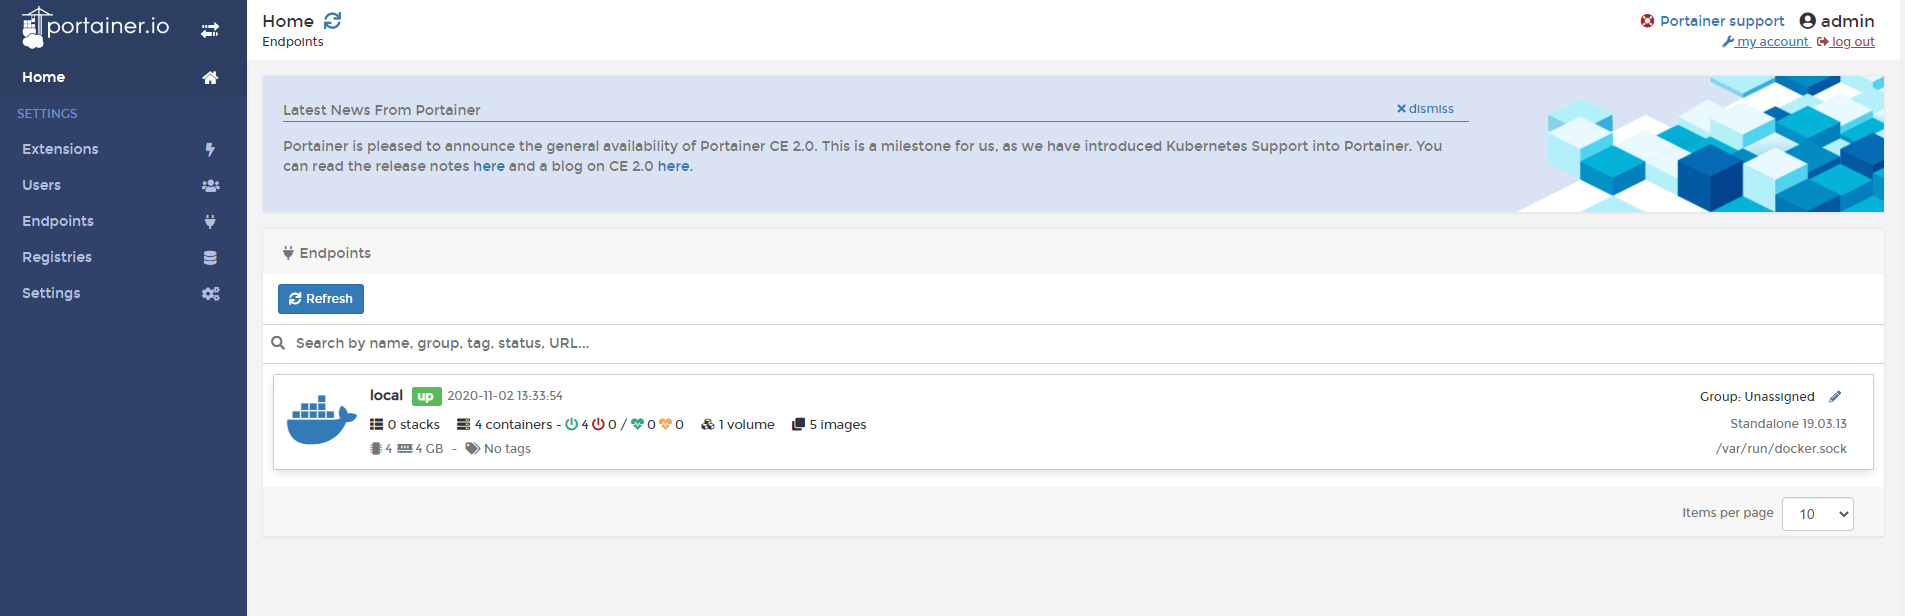 portainer.io
Home
SETTINGS
Extensions
Users
Endpoints
Registries
Settings
Home
Endpoints
Portainer support admin
my account log out
Latest News From Portainer dismiss
Portainer is pleased to announce the general availability of Portainer CE 2.0. This is a milestone for us, as we have introduced Kubernetes Support into Portainer. You
can read the release notes here and a blog on CE 2.0 here.
Endpoints
Refresh
Search by name, group, tag, status, URL...
local up 2020-11-02 13:33:54 Group: Unassigned
0 stacks 4 containers - 4 0 / 0 0 1 volume 5 images Standalone 19.03.13
4 4 GB - No tags /var/run/docker.sock
Items per page 10